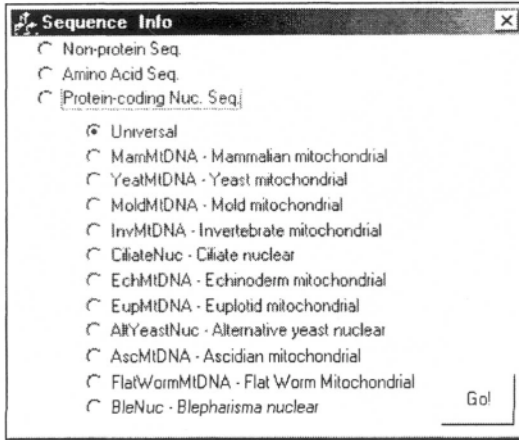 Sequence Info
Non-protein Seq.
Amino Acid Seq.
Protein-coding Nuc. Seq.
Universal
MamMtDNA - Mammalian mitochondrial
YeatMtDNA - Yeast mitochondrial
MoldMtDNA - Mold mitochondrial
InvMtDNA - Invertebrate mitochondrial
CiliateNuc - Ciliate nuclear
EchMtDNA - Echinoderm mitochondrial
EupMtDNA - Euplotid mitochondrial
AltYeastNuc - Alternative yeast nuclear
AscMtDNA - Ascidian mitochondrial
FlatWormMtDNA - Flat Worm Mitochondrial
BleNuc - Blepharisma nuclear
Go!